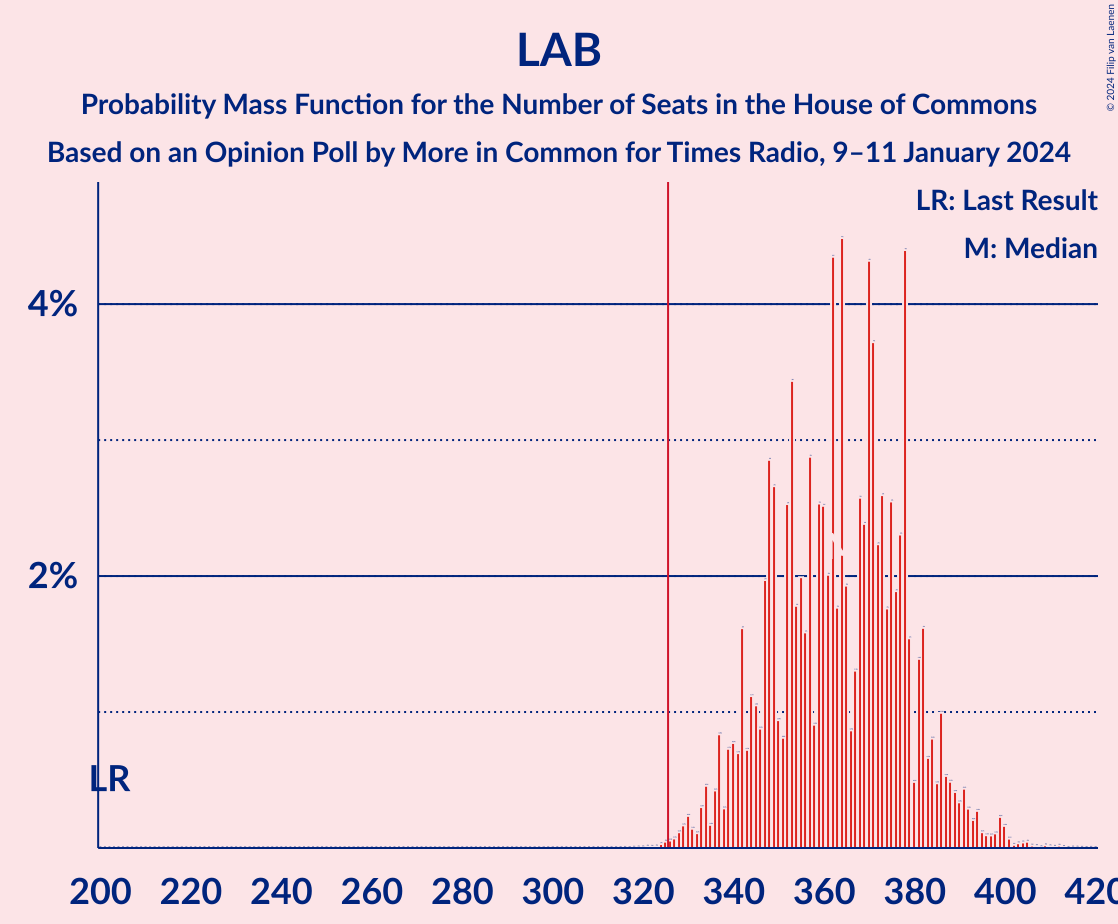 LAB
Probability Mass Function for the Number of Seats in the House of Commons
Based on an Opinion Poll by More in Common for Times Radio, 9–11 January 2024
© 2024 Filip van Laenen
LR: Last Result
M: Median
4%
2%
LR
200 220 240 260 280 300 320 340 360 380 400 420